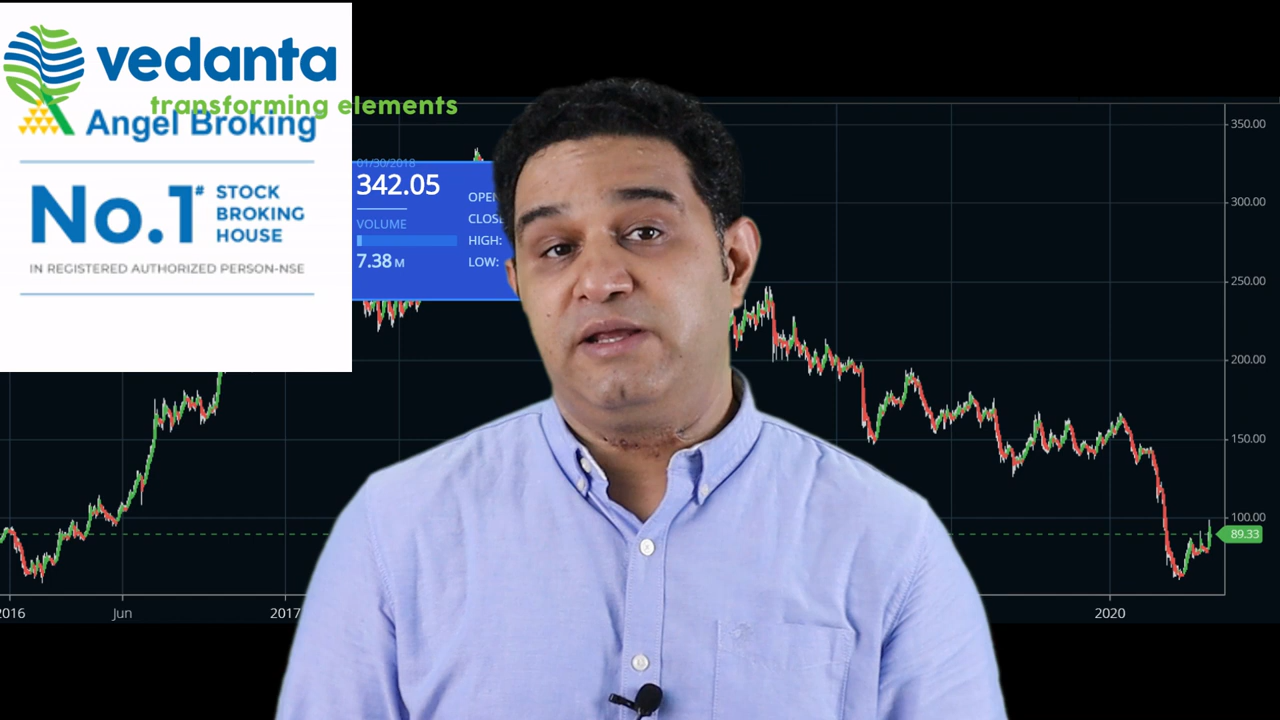 vedanta
transforming elements
Angel Broking
No.1# STOCK
BROKING
HOUSE
IN REGISTERED AUTHORIZED PERSON-NSE
01/30/2018
342.05
VOLUME
7.38 M
OPEN
CLOSE
HIGH:
LOW:
350.00
300.00
250.00
200.00
150.00
100.00
89.33
2016
Jun
2017
2020